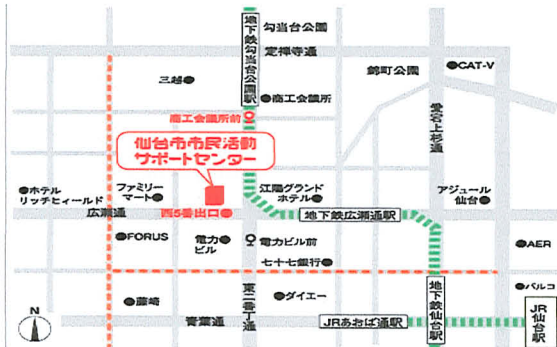 勾当台公園
地下鉄勾当台公園駅
定禅寺通
錦町公園
CAT-V
三越
商工会議所
愛宕上杉通
商工会議所前
仙台市市民活動
サポートセンター
ホテル
リッチフィールド
ファミリー
マート
江陽グランド
ホテル
アジュール
仙台
広瀬通
西5番出口
地下鉄広瀬通駅
FORUS
電力
ビル
電力ビル前
AER
七十七銀行
パルコ
N
藤崎
東二番丁通
ダイエー
地下鉄仙台駅
JR仙台駅
青葉通
JRあおば通駅